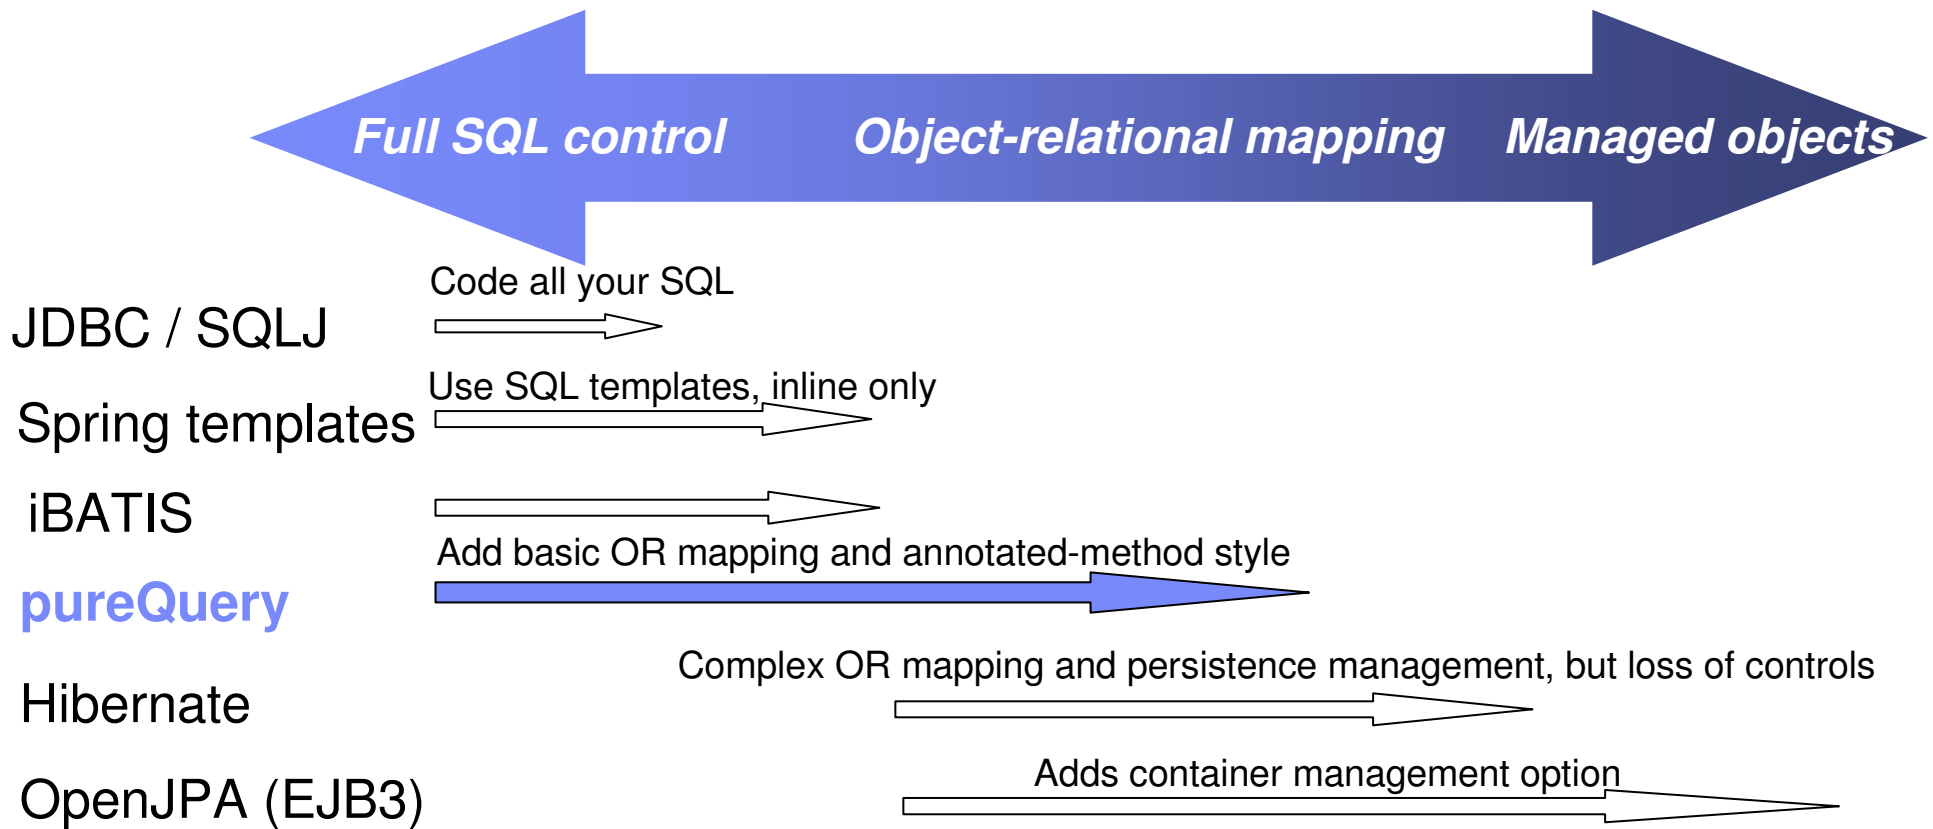 Full SQL control Object-relational mapping Managed objects
Code all your SQL
JDBC / SQLJ
Use SQL templates, inline only
Spring templates
iBATIS
Add basic OR mapping and annotated-method style
pureQuery
Complex OR mapping and persistence management, but loss of controls
Hibernate
Adds container management option
OpenJPA (EJB3)